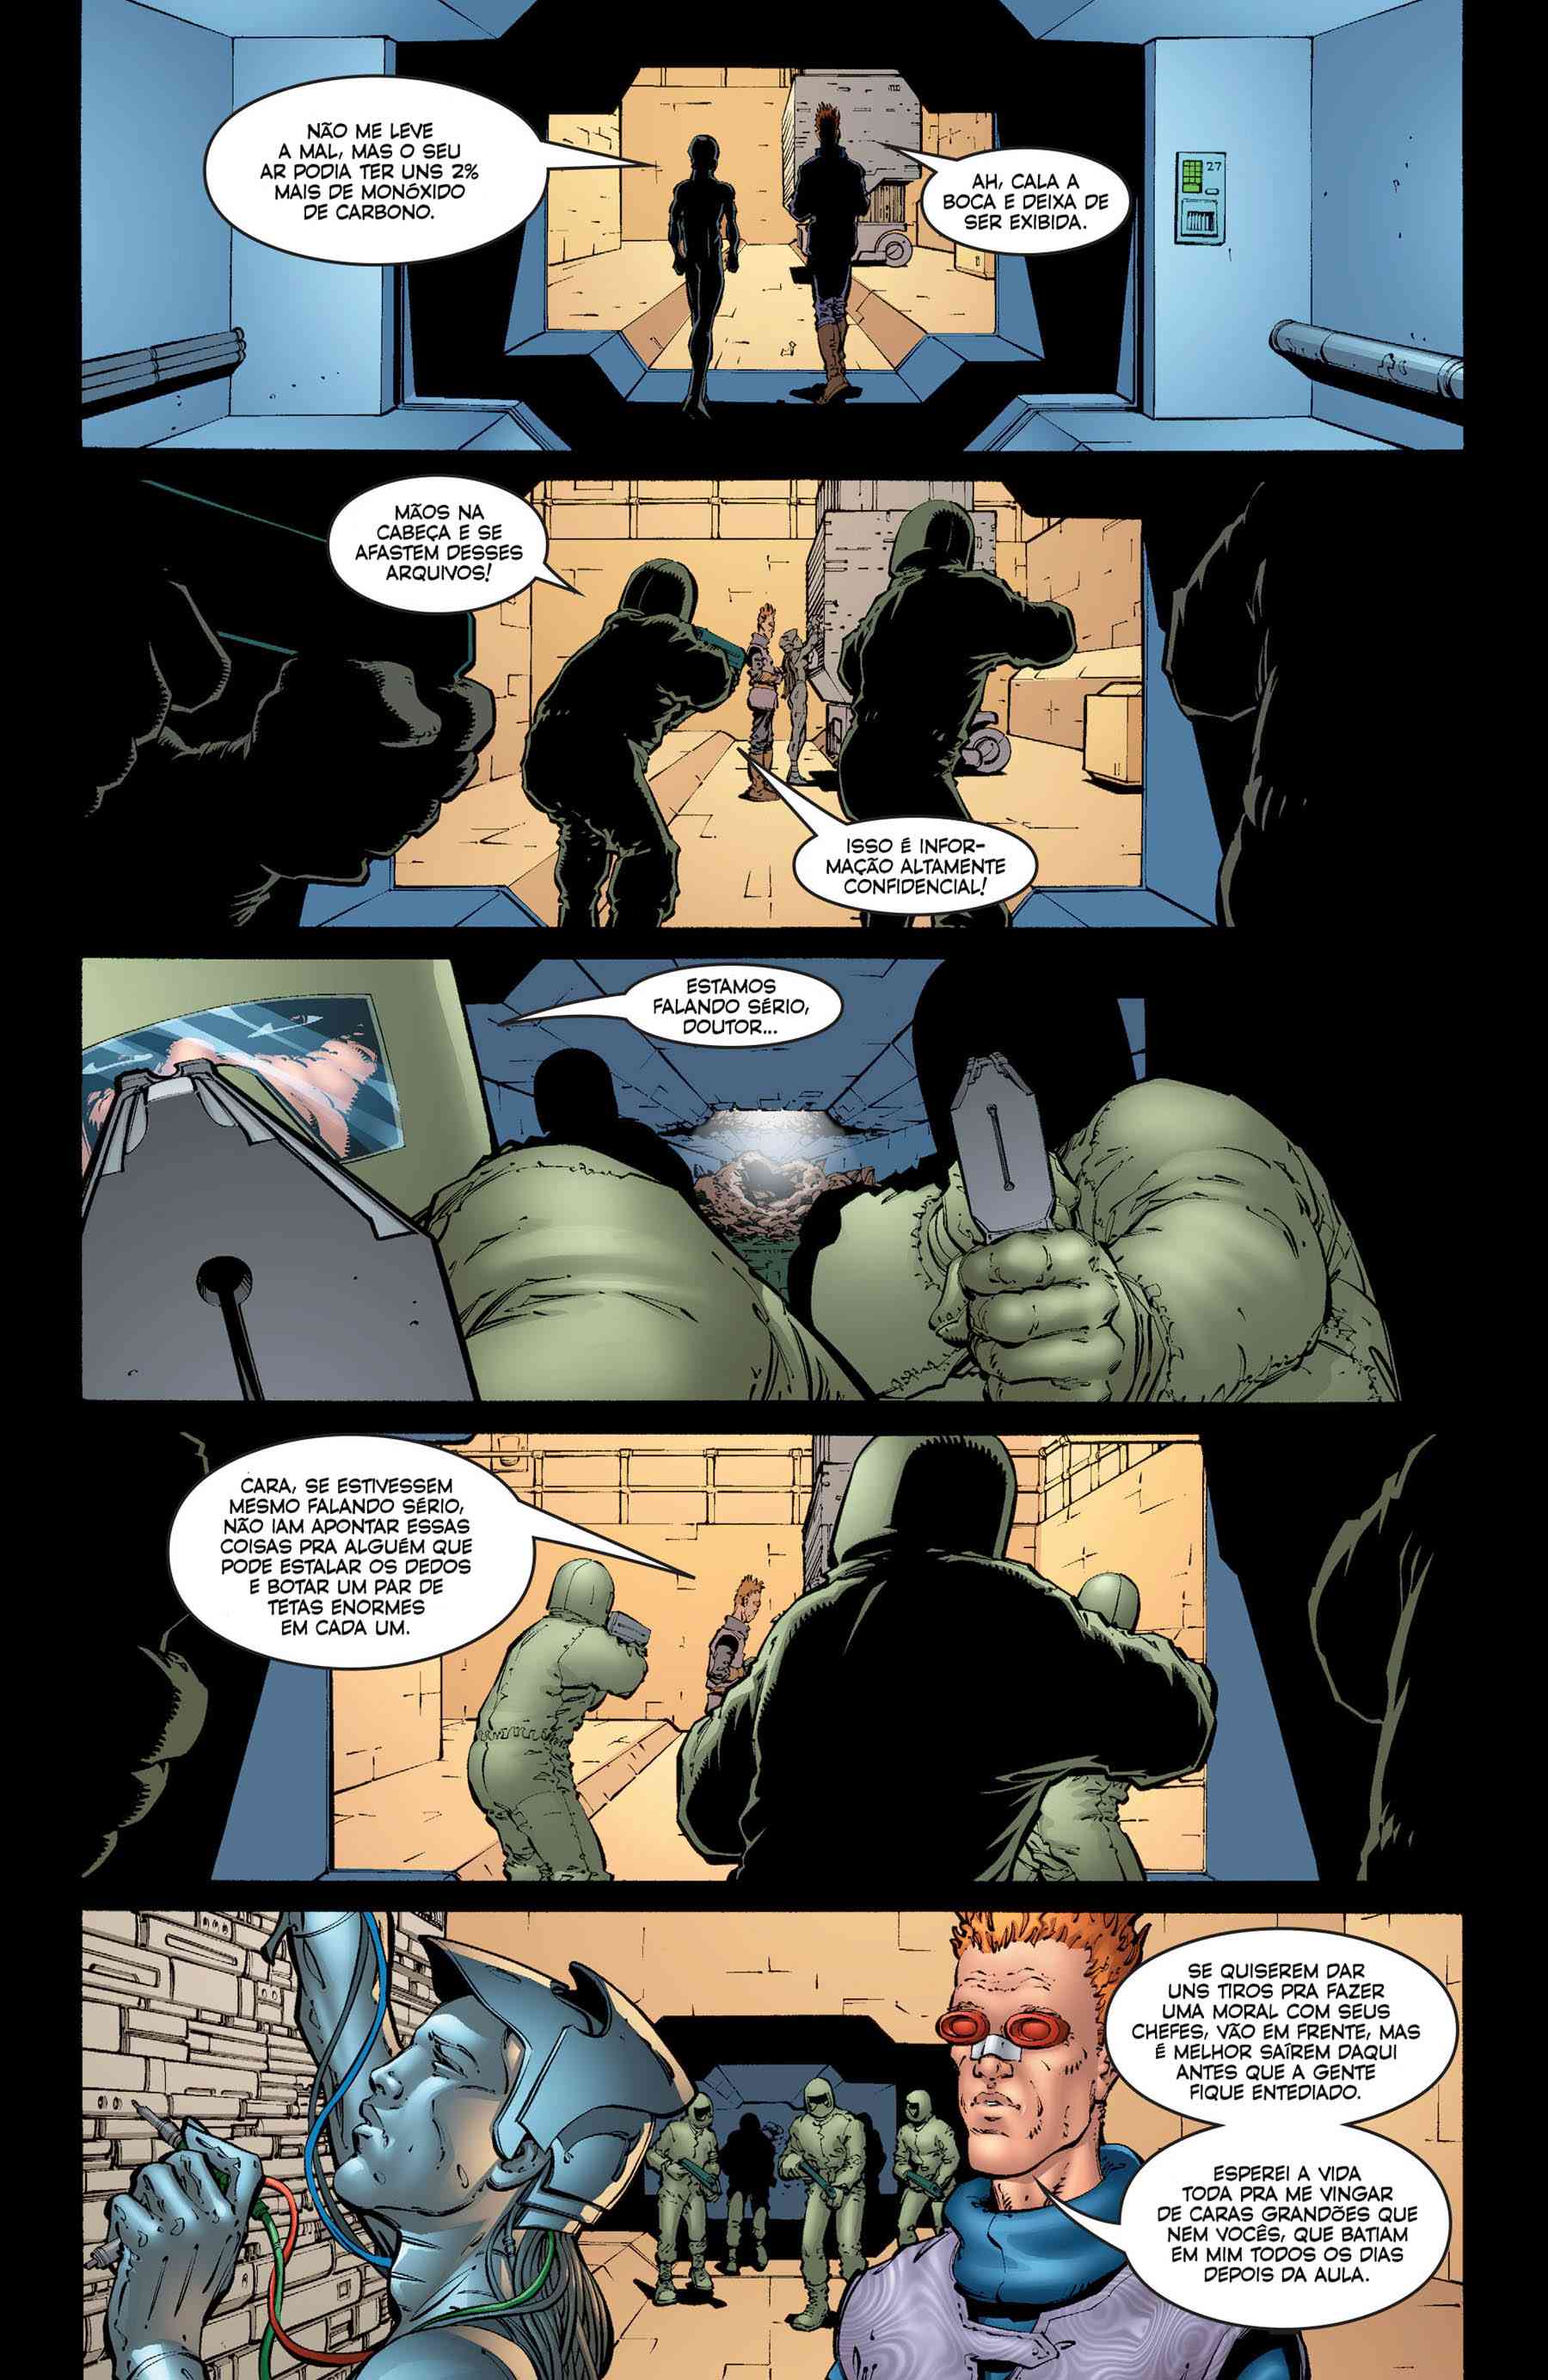 NÃO ME LEVE
A MAL, MAS O SEU
AR PODIA TER UNS 2%
MAIS DE MONÓXIDO
DE CARBONO.
AH, CALA A
BOCA E DEIXA DE
SER EXIBIDA.
27
MÃOS NA
CABEÇA E SE
AFASTEM DESSES
ARQUIVOS!
ISSO É INFOR-
MAÇÃO ALTAMENTE
CONFIDENCIAL!
ESTAMOS
FALANDO SÉRIO,
DOUTOR...
CARA, SE ESTIVESSEM
MESMO FALANDO SÉRIO,
NÃO IAM APONTAR ESSAS
COISAS PRA ALGUÉM QUE
PODE ESTALAR OS DEDOS
E BOTAR UM PAR DE
TETAS ENORMES
EM CADA UM.
SE QUISEREM DAR
UNS TIROS PRA FAZER
UMA MORAL COM SEUS
CHEFES, VÃO EM FRENTE, MAS
É MELHOR SAÍREM DAQUI
ANTES QUE A GENTE
FIQUE ENTEDIADO.
ESPEREI A VIDA
TODA PRA ME VINGAR
DE CARAS GRANDÕES QUE
NEM VOCÊS, QUE BATIAM
EM MIM TODOS OS DIAS
DEPOIS DA AULA.